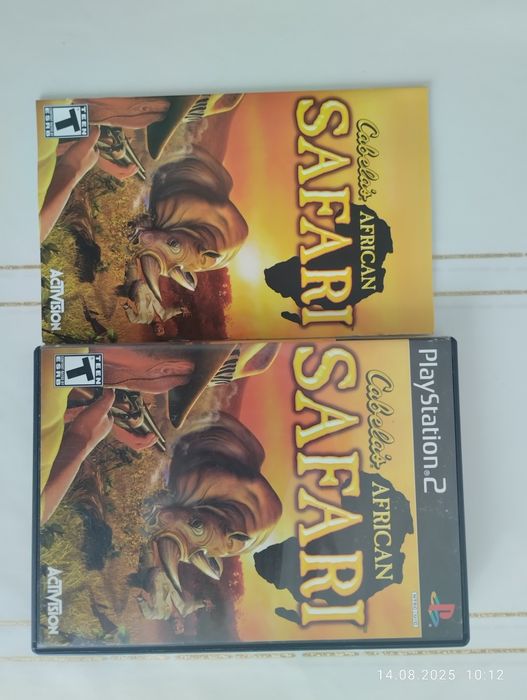 Cabela's
AFRICAN
SAFARI
TEEN
T
ESRB
ACTIVISION
PlayStation®2
Cabela's
AFRICAN
SAFARI
TEEN
T
ESRB
ACTIVISION
14.08.2025 10:12